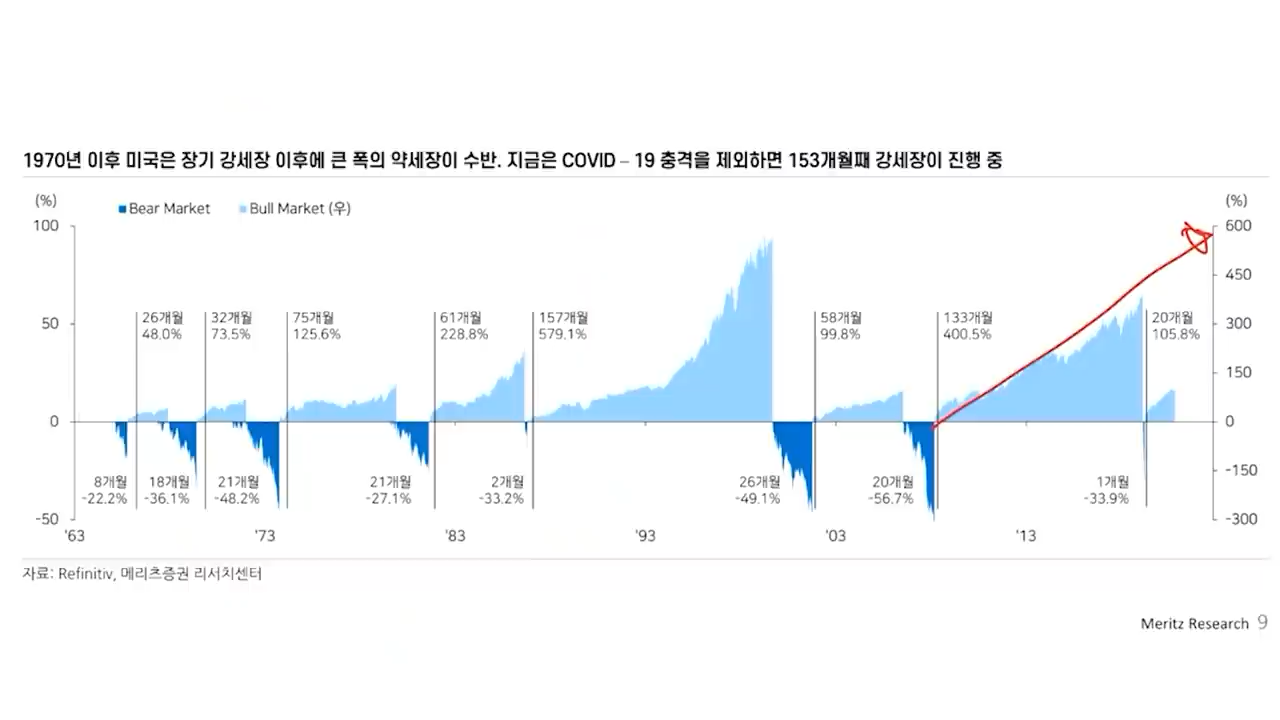 1970년 이후 미국은 장기 강세장 이후에 큰 폭의 약세장이 수반. 지금은 COVID – 19 충격을 제외하면 153개월째 강세장이 진행 중
(%)
Bear Market
Bull Market (우)
(%)
100
50
0
-50
600
450
300
150
0
-150
-300
26개월
48.0%
32개월
73.5%
75개월
125.6%
61개월
228.8%
157개월
579.1%
58개월
99.8%
133개월
400.5%
20개월
105.8%
8개월
-22.2%
18개월
-36.1%
21개월
-48.2%
21개월
-27.1%
2개월
-33.2%
26개월
-49.1%
20개월
-56.7%
1개월
-33.9%
'63
'73
'83
'93
'03
'13
자료: Refinitiv, 메리츠증권 리서치센터
Meritz Research 9